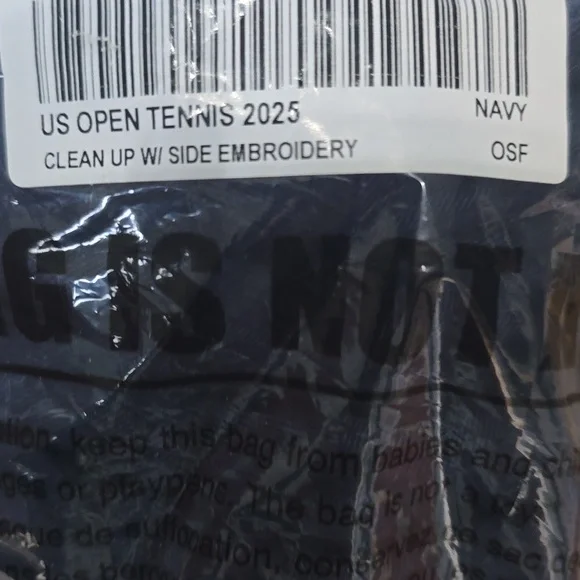 US OPEN TENNIS 2025 NAVY
CLEAN UP W/ SIDE EMBROIDERY OSF
IS NOT
keep this bag from babies and
or playpens. The bag is not a toy
de suffocation,